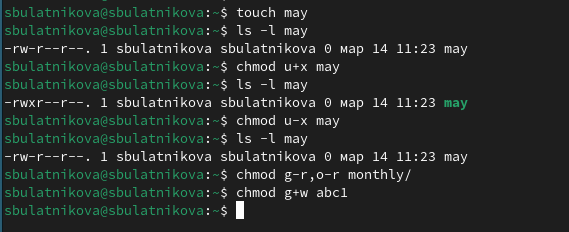 sbulatnikova@sbulatnikova:~$ touch may
sbulatnikova@sbulatnikova:~$ ls -l may
-rw-r--r--. 1 sbulatnikova sbulatnikova 0 мар 14 11:23 may
sbulatnikova@sbulatnikova:~$ chmod u+x may
sbulatnikova@sbulatnikova:~$ ls -l may
-rwxr--r--. 1 sbulatnikova sbulatnikova 0 мар 14 11:23 may
sbulatnikova@sbulatnikova:~$ chmod u-x may
sbulatnikova@sbulatnikova:~$ ls -l may
-rw-r--r--. 1 sbulatnikova sbulatnikova 0 мар 14 11:23 may
sbulatnikova@sbulatnikova:~$ chmod g-r,o-r monthly/
sbulatnikova@sbulatnikova:~$ chmod g+w abc1
sbulatnikova@sbulatnikova:~$